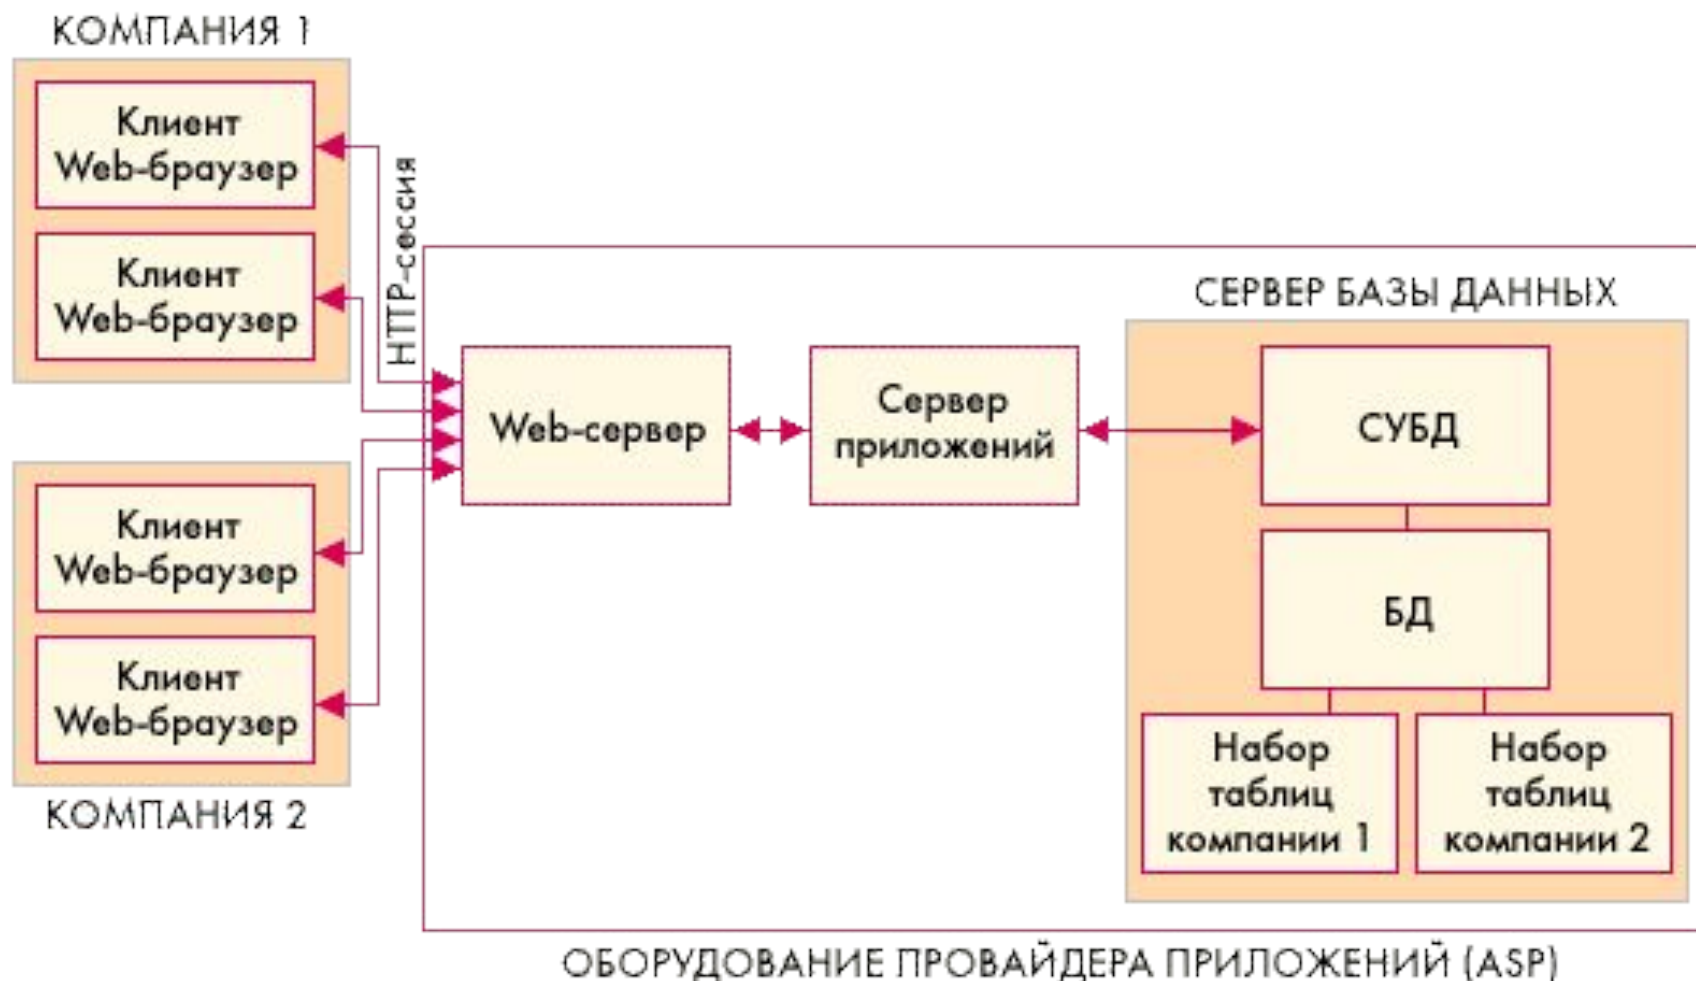 КОМПАНИЯ 1
Клиент
Web-браузер
Клиент
Web-браузер
HTTP-сессия
Клиент
Web-браузер
Клиент
Web-браузер
КОМПАНИЯ 2
Web-сервер
Сервер
приложений
СЕРВЕР БАЗЫ ДАННЫХ
СУБД
БД
Набор
таблиц
компании 1
Набор
таблиц
компании 2
ОБОРУДОВАНИЕ ПРОВАЙДЕРА ПРИЛОЖЕНИЙ (ASP)